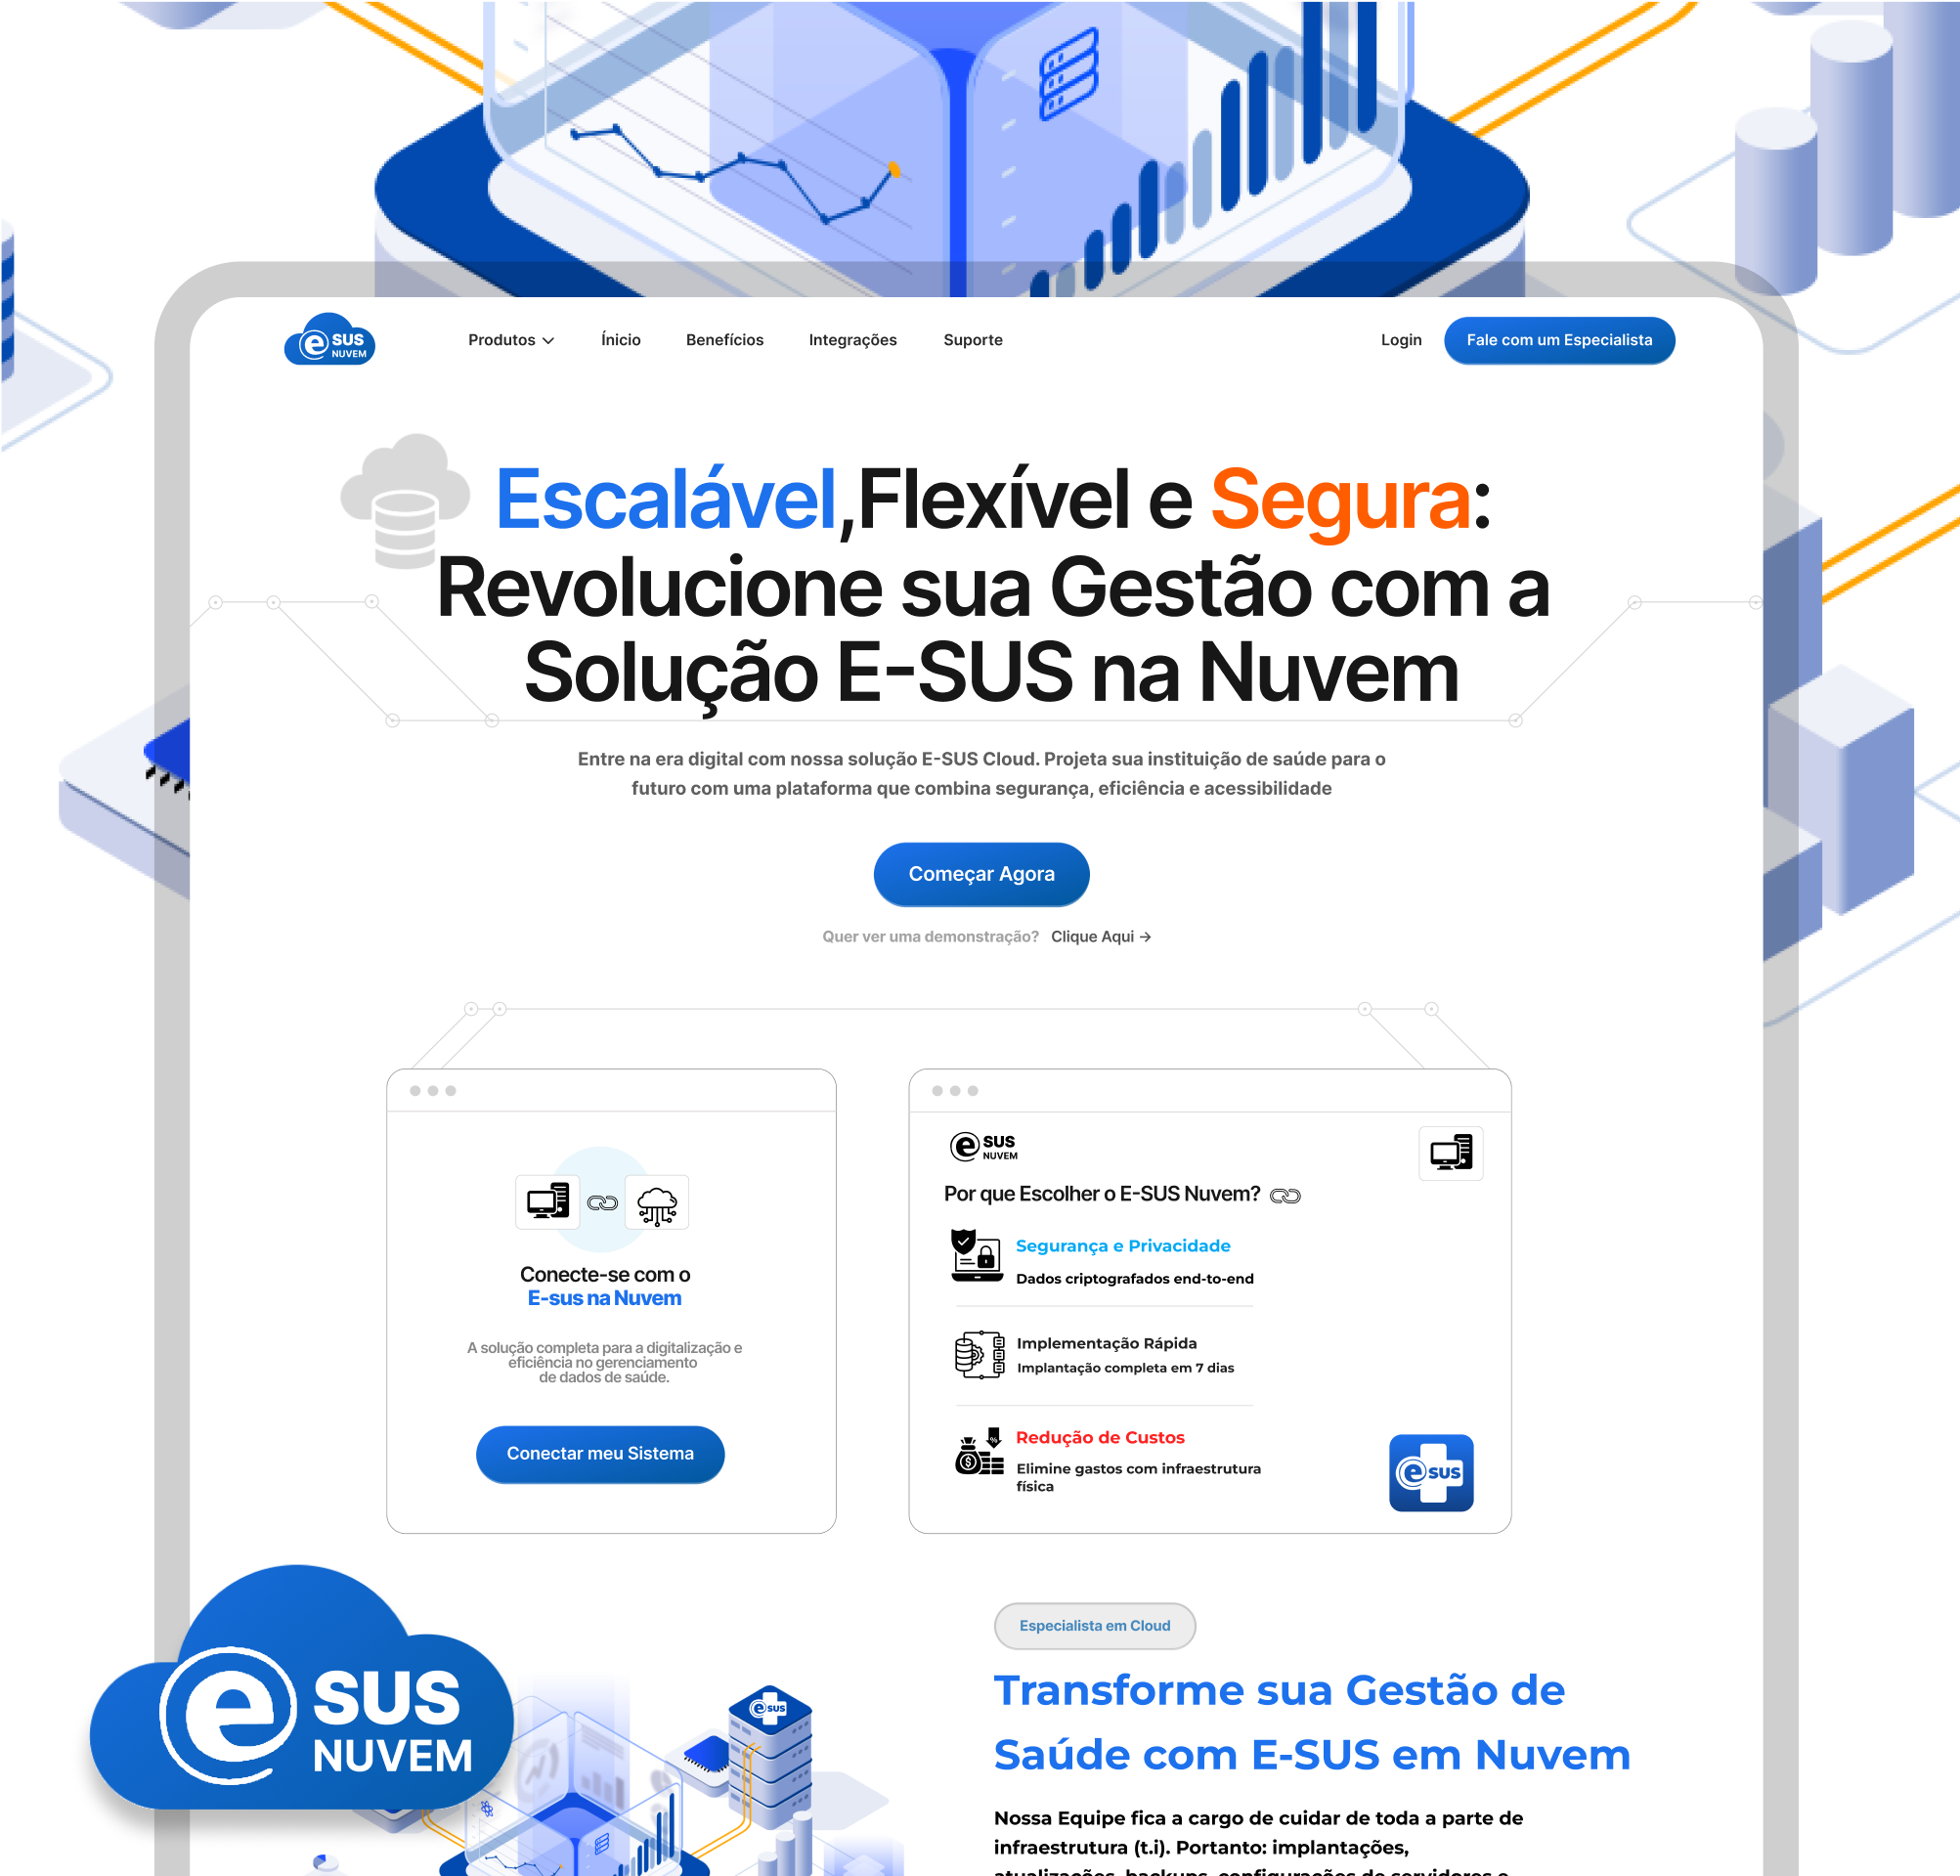 e SUS
NUVEM
Produtos
Ínicio
Benefícios
Integrações
Suporte
Login
Fale com um Especialista
Escalável,Flexível e Segura:
Revolucione sua Gestão com a
Solução E-SUS na Nuvem
Entre na era digital com nossa solução E-SUS Cloud. Projeta sua instituição de saúde para o
futuro com uma plataforma que combina segurança, eficiência e acessibilidade
Começar Agora
Quer ver uma demonstração? Clique Aqui →
Conecte-se com o
E-sus na Nuvem
A solução completa para a digitalização e
eficiência no gerenciamento
de dados de saúde.
Conectar meu Sistema
e SUS
NUVEM
Por que Escolher o E-SUS Nuvem?
Segurança e Privacidade
Dados criptografados end-to-end
Implementação Rápida
Implantação completa em 7 dias
%
$
Redução de Custos
Elimine gastos com infraestrutura
física
e SUS
e SUS
NUVEM
e SUS
Especialista em Cloud
Transforme sua Gestão de
Saúde com E-SUS em Nuvem
Nossa Equipe fica a cargo de cuidar de toda a parte de
infraestrutura (t.i). Portanto: implantações,
atualizações, backups, configurações de servidores e